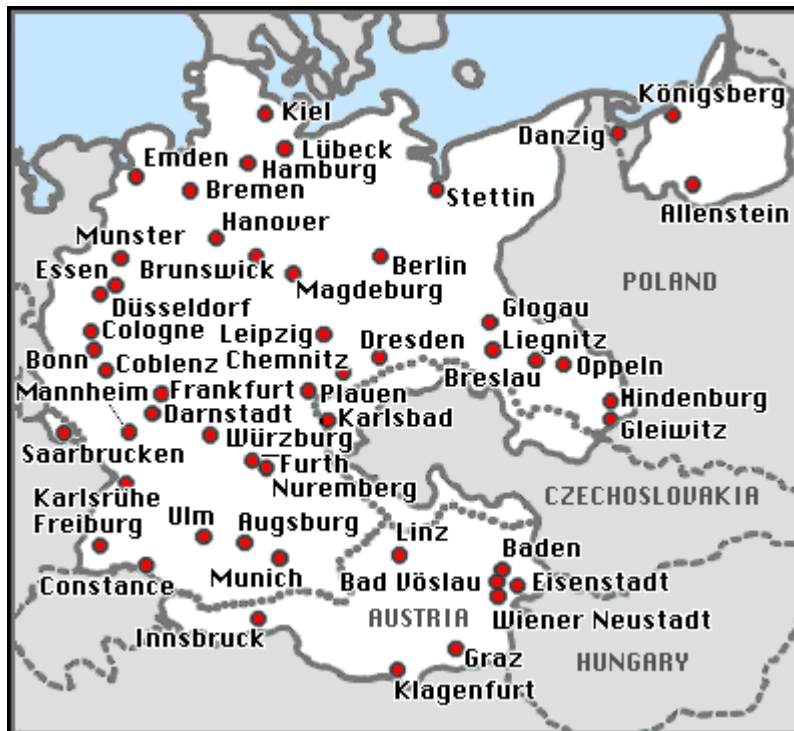 Kiel
Königsberg
Danzig
Lübeck
Emden
Hamburg
Bremen
Stettin
Allenstein
Hanover
Munster
Essen
Brunswick
Berlin
Magdeburg
POLAND
Düsseldorf
Glogau
Cologne
Leipzig
Dresden
Liegnitz
Bonn
Coblenz
Chemnitz
Breslau
Oppeln
Mannheim
Frankfurt
Plauen
Hindenburg
Darnstadt
Karlsbad
Gleiwitz
Saarbrucken
Würzburg
Furth
Nuremberg
Karlsrühe
CZECHOSLOVAKIA
Freiburg
Ulm
Augsburg
Linz
Baden
Constance
Munich
Bad Vöslau
Eisenstadt
AUSTRIA
Wiener Neustadt
Innsbruck
Graz
HUNGARY
Klagenfurt